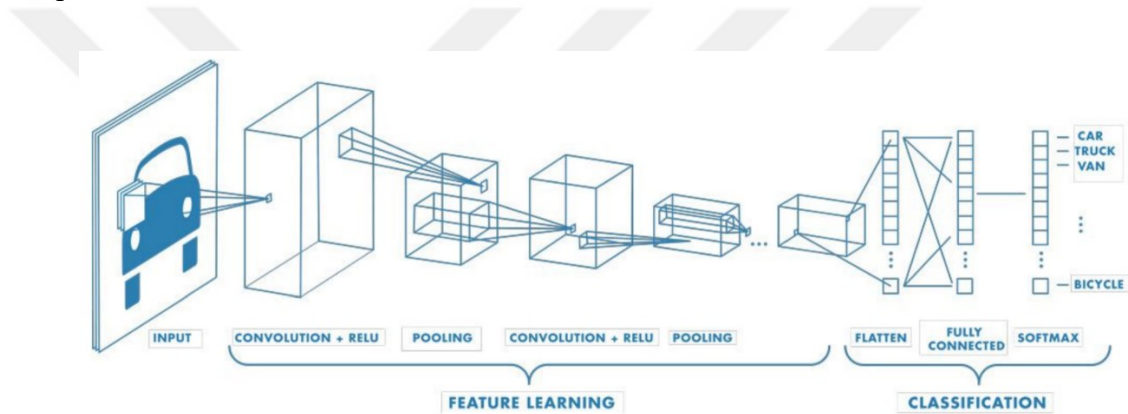 CAR
TRUCK
VAN
BICYCLE
INPUT CONVOLUTION + RELU POOLING CONVOLUTION + RELU POOLING FLATTEN FULLY CONNECTED SOFTMAX
FEATURE LEARNING CLASSIFICATION